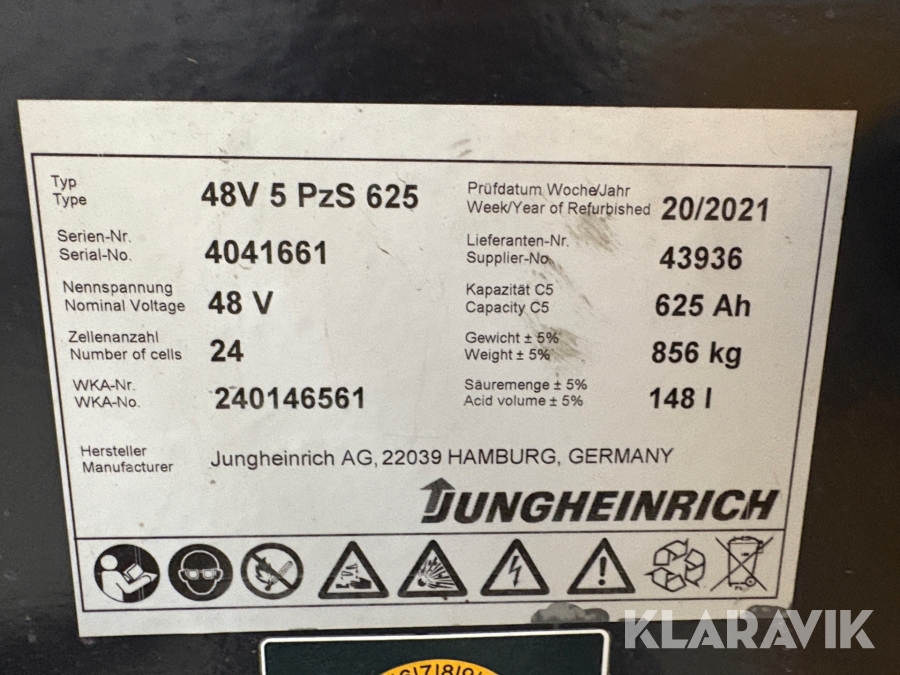 Typ
Type
48V 5 PzS 625
Prüfdatum Woche/Jahr
Week/Year of Refurbished
20/2021
Serien-Nr.
Serial-No.
4041661
Lieferanten-Nr.
Supplier-No.
43936
Nennspannung
Nominal Voltage
48 V
Kapazität C5
Capacity C5
625 Ah
Zellenanzahl
Number of cells
24
Gewicht ± 5%
Weight ± 5%
856 kg
WKA-Nr.
WKA-No.
240146561
Säuremenge ± 5%
Acid volume ± 5%
148 l
Hersteller
Manufacturer
Jungheinrich AG, 22039 HAMBURG, GERMANY
JUNGHEINRICH
KLARAVIK